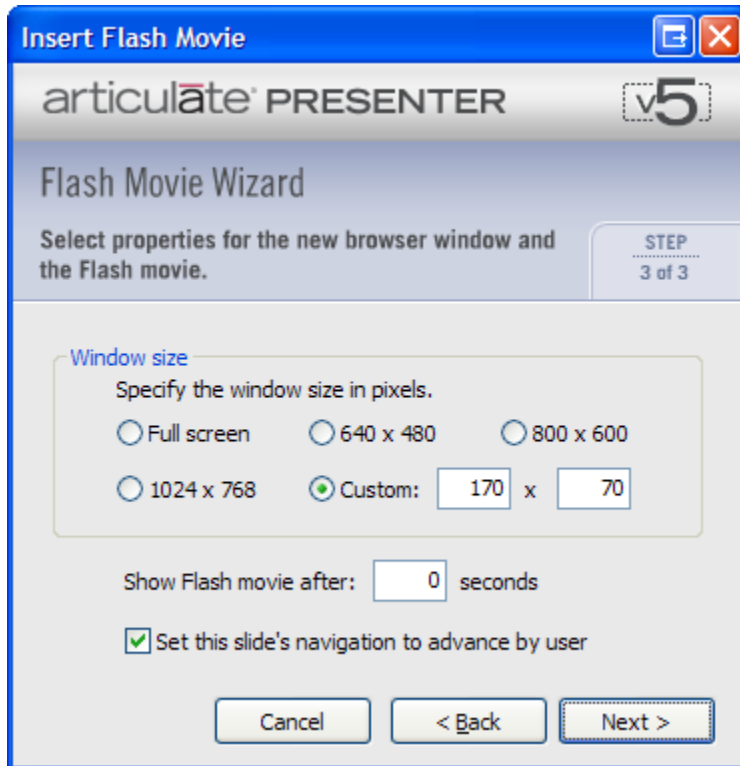 Insert Flash Movie
articulāte® PRESENTER v5
Flash Movie Wizard
Select properties for the new browser window and
the Flash movie.
STEP
3 of 3
Window size
Specify the window size in pixels.
Full screen 640 x 480 800 x 600
1024 x 768 Custom: 170 x 70
Show Flash movie after: 0 seconds
Set this slide's navigation to advance by user
Cancel < Back Next >